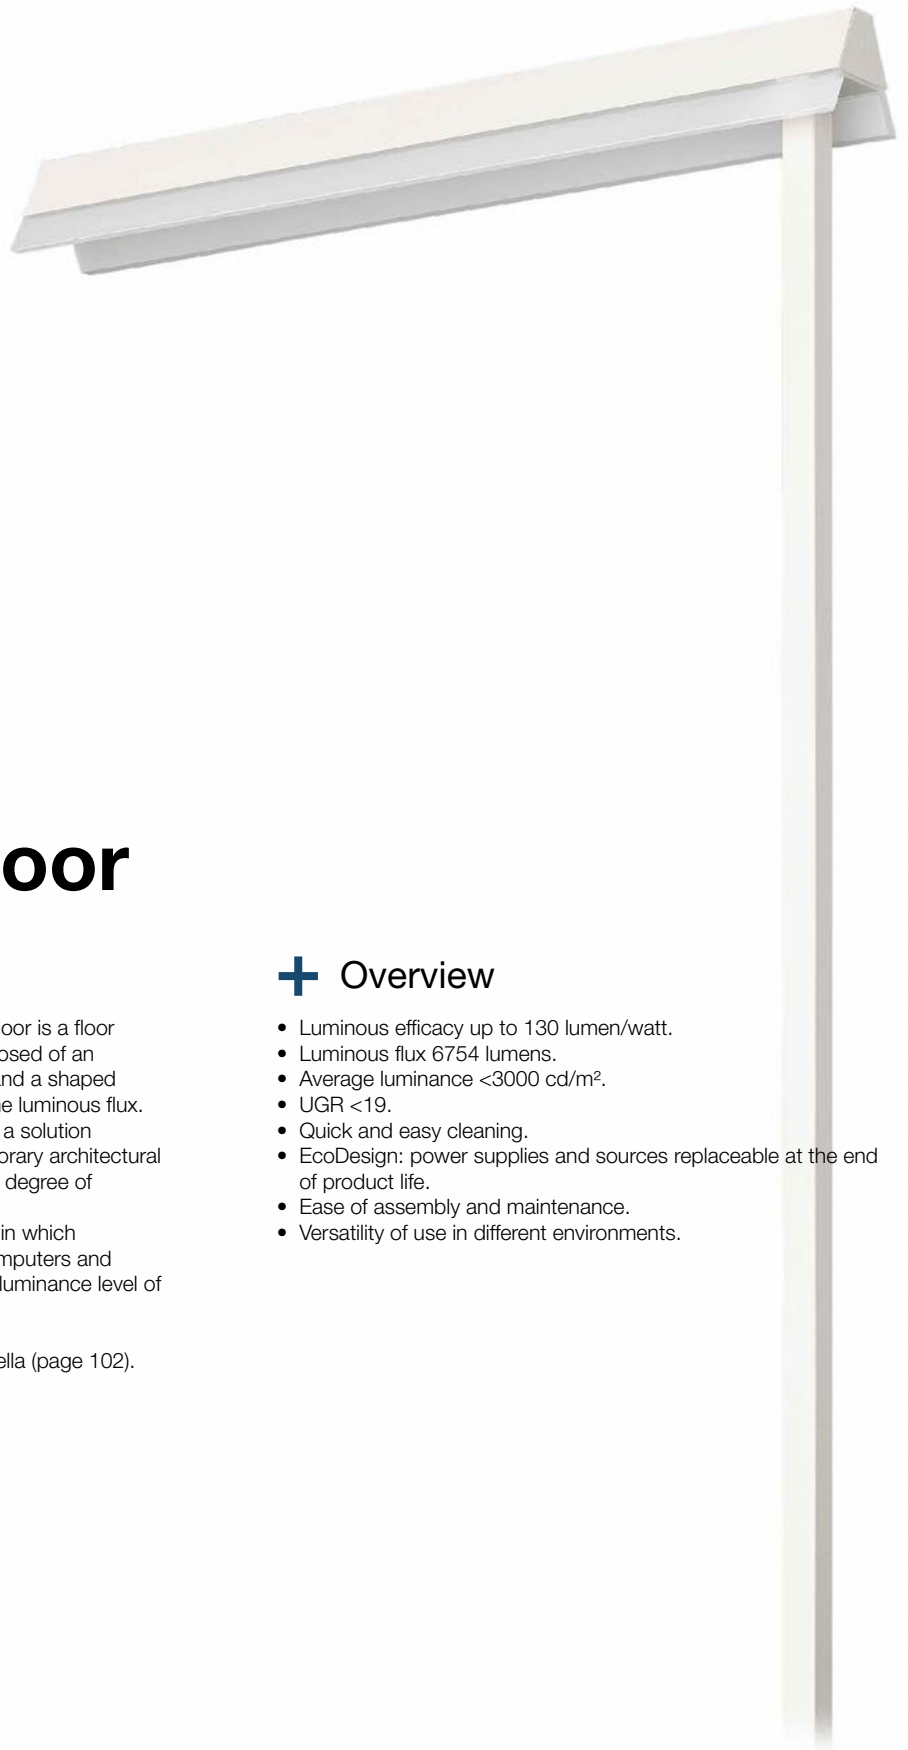 oor
oor is a floor
osed of an
nd a shaped
e luminous flux.
a solution
orary architectural
degree of
in which
mputers and
luminance level of
ella (page 102).
+ Overview
• Luminous efficacy up to 130 lumen/watt.
• Luminous flux 6754 lumens.
• Average luminance <3000 cd/m².
• UGR <19.
• Quick and easy cleaning.
• EcoDesign: power supplies and sources replaceable at the end
of product life.
• Ease of assembly and maintenance.
• Versatility of use in different environments.